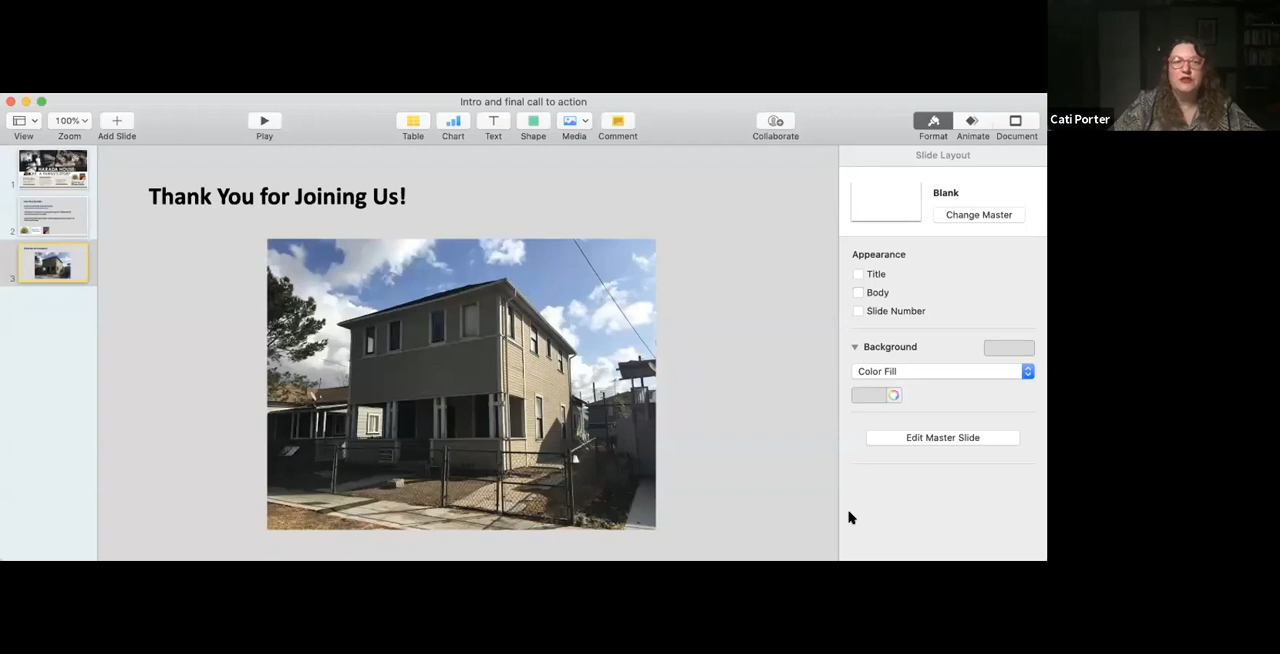 Intro and final call to action
100%
View
Zoom
Add Slide
Play
Table
Chart
Text
Shape
Media
Comment
Collaborate
Format
Animate
Document
Cati Porter
1
HARADA HOUSE
2
3
Thank You for Joining Us!
Slide Layout
Blank
Change Master
Appearance
Title
Body
Slide Number
Background
Color Fill
Edit Master Slide